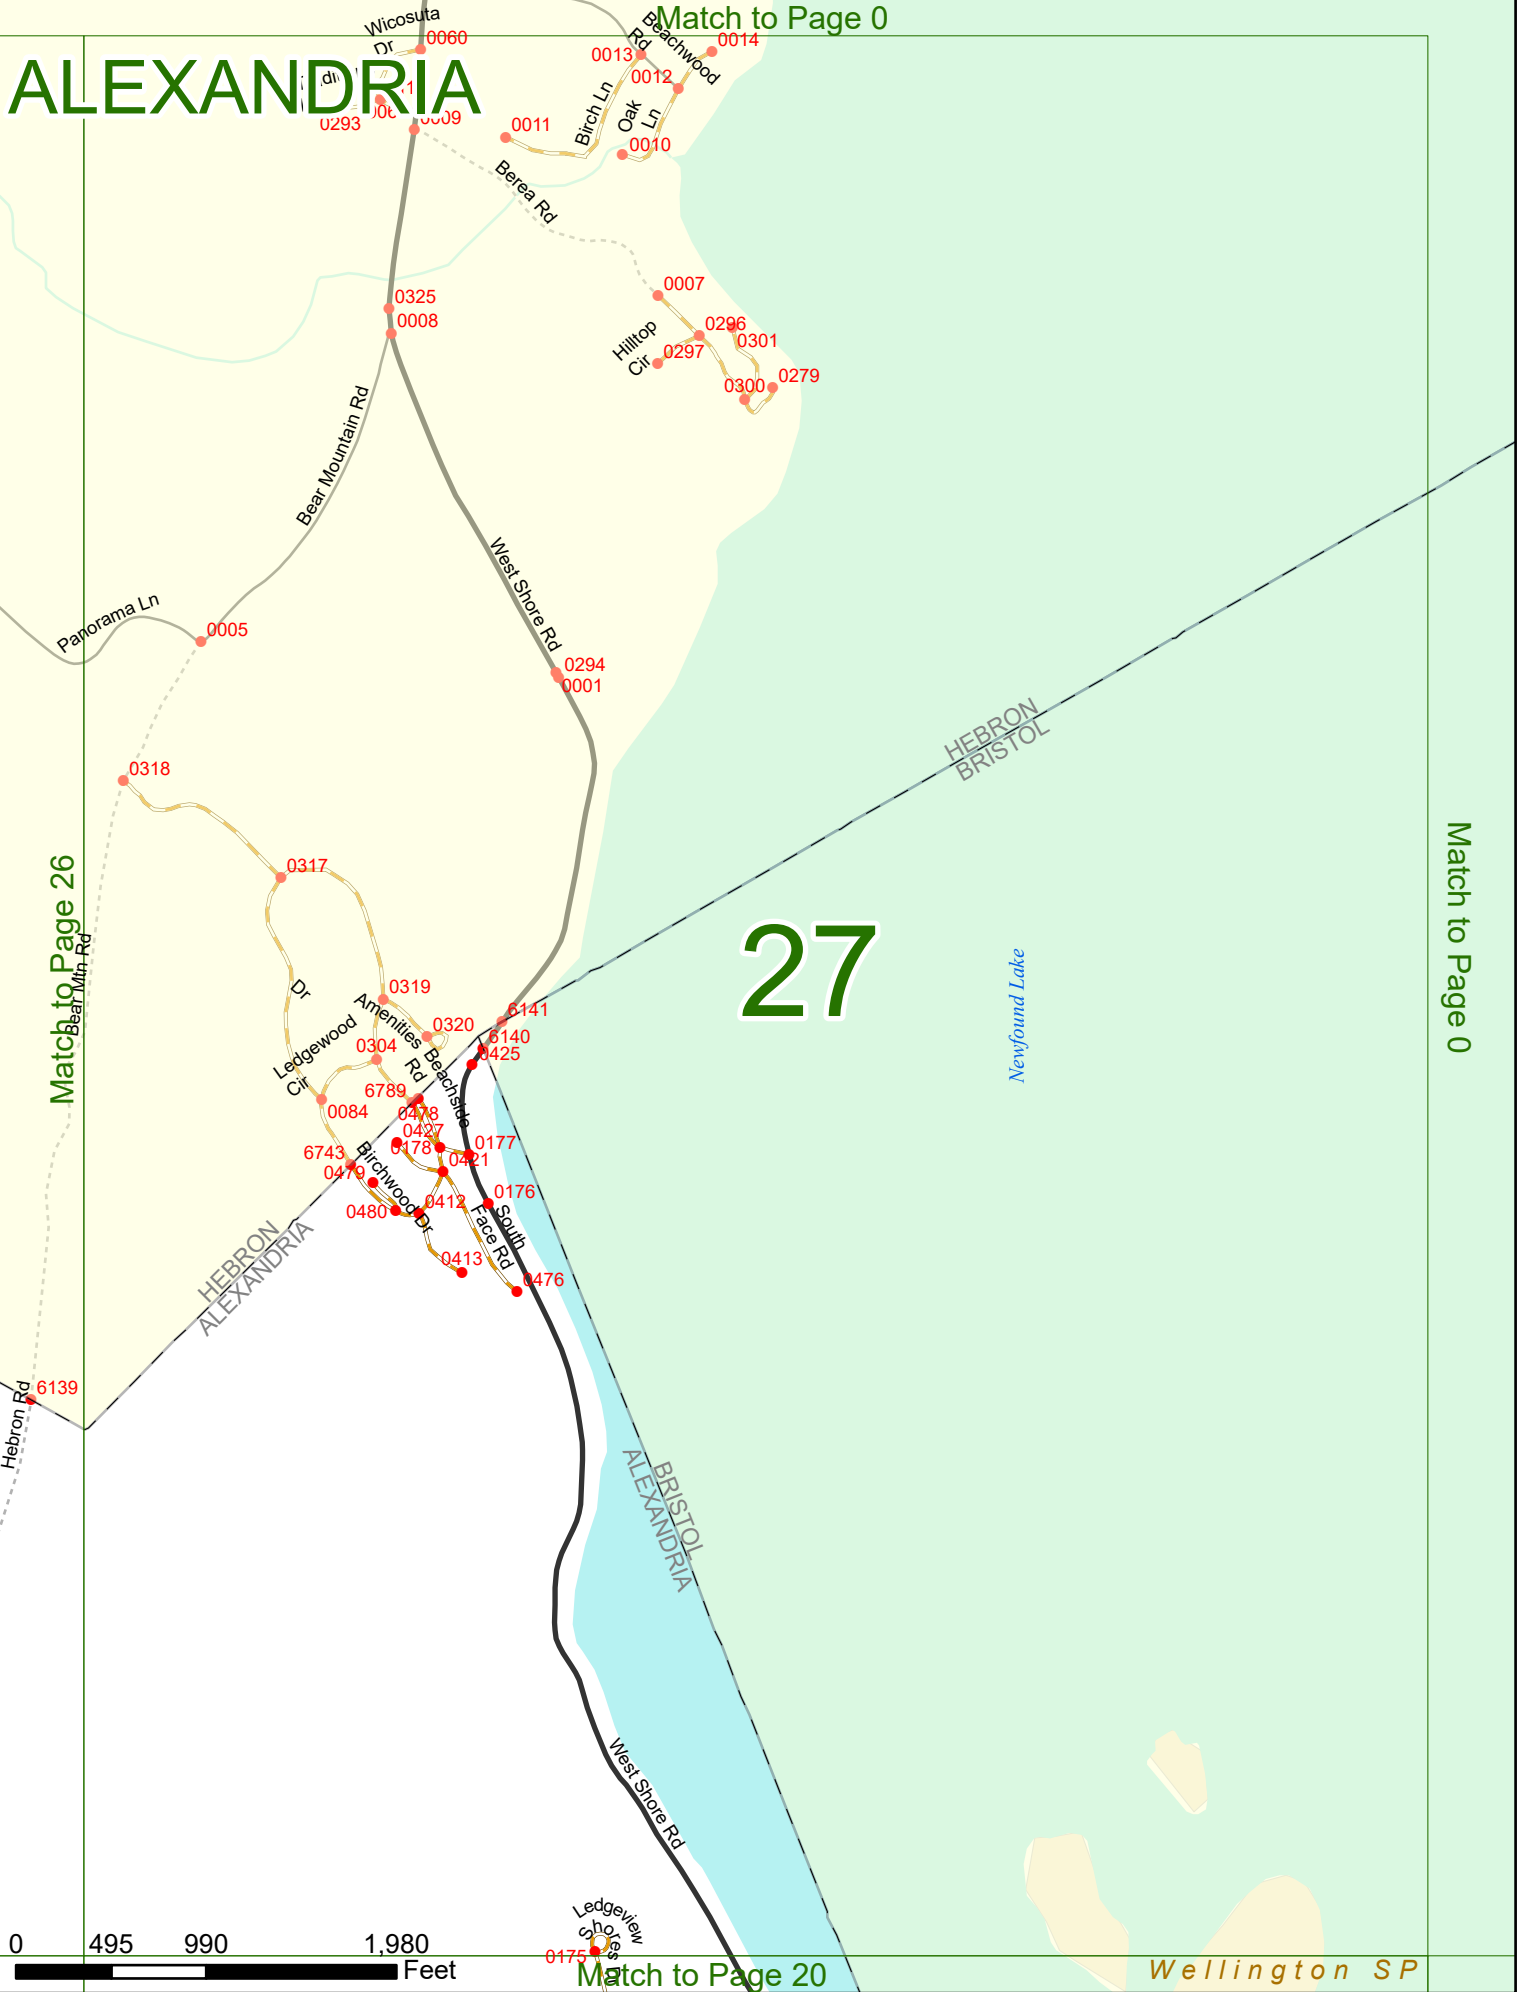 Match to Page 0
Wicosuta
Dr
0060
Beachwood
Rd
0014
0013
0012
ALEXANDRIA
0293
0009
Birch Ln
Oak
Ln
0011
0010
Berea Rd
0007
0325
0008
Hilltop
Cir
0296
0301
0297
0279
0300
Bear Mountain Rd
West Shore Rd
Panorama Ln
0005
0294
0001
HEBRON
BRISTOL
0318
Match to Page 26
Bear Mtn Rd
Match to Page 0
0317
27
Newfound Lake
Dr
0319
Amenities
Rd
0320
6141
6140
0425
Ledgewood
Cir
0304
Beachside
6789
0084
0478
0427
0178
0177
0421
6743
0479
Birchwood Dr
0480
0412
0176
South
Face Rd
0413
0476
HEBRON
ALEXANDRIA
6139
Hebron Rd
BRISTOL
ALEXANDRIA
West Shore Rd
Ledgeview
Shores Dr
0175
0 495 990 1,980
Feet
Match to Page 20
Wellington SP